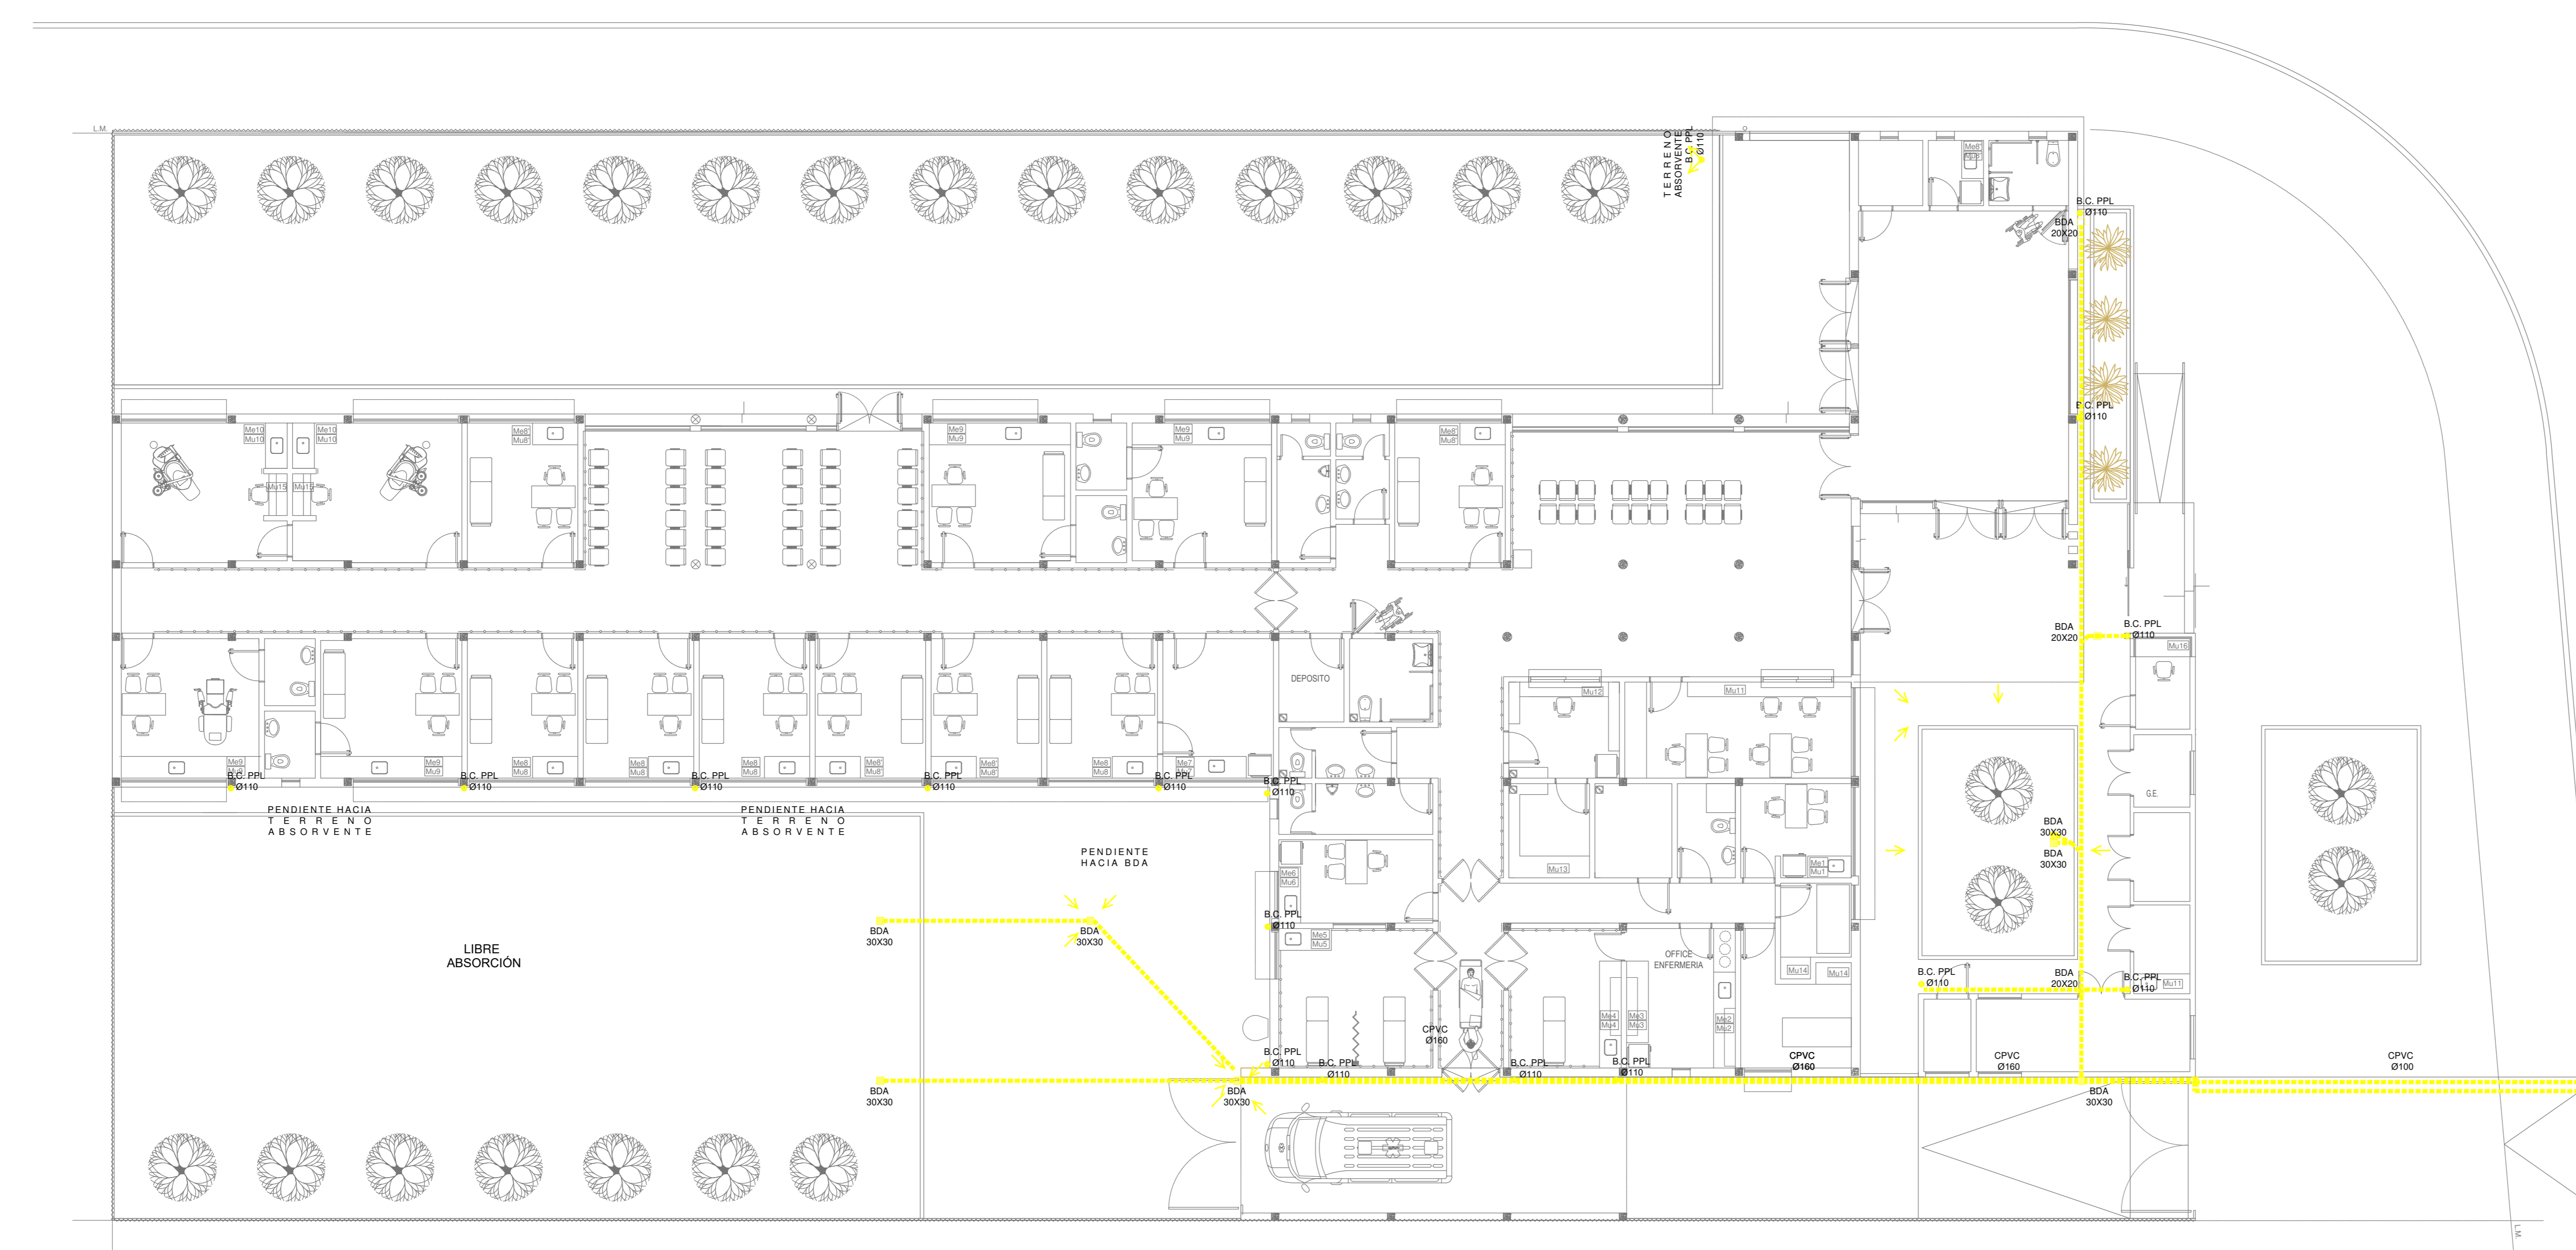 L.M.
TERRENO
ABSORVENTE
B.C. PPL
Ø110
Me8'
B.C. PPL
Ø110
BDA
20X20
B.C. PPL
Ø110
Me10
Mu10
Me10
Mu10
Me8'
Mu8'
Me9
Mu9
Me9
Mu9
Me8'
Mu8'
Mu15
Mu15
BDA
20X20
B.C. PPL
Ø110
Mu16
DEPOSITO
Mu12
Mu11
Me9
Me9
Mu9
Me8
Mu8
Me8
Mu8
Me8
Mu8
Me8'
Mu8'
Me8'
Mu8'
Me8
Mu8
Me7
Mu7
B.C. PPL
Ø110
B.C. PPL
Ø110
B.C. PPL
Ø110
B.C. PPL
Ø110
B.C. PPL
Ø110
B.C. PPL
Ø110
G.E.
PENDIENTE HACIA
TERRENO
ABSORVENTE
PENDIENTE HACIA
TERRENO
ABSORVENTE
PENDIENTE
HACIA BDA
BDA
30X30
BDA
30X30
Mu13
Me1
Mu1
Me6
Mu6
B.C. PPL
Ø110
BDA
30X30
BDA
30X30
Me5
Mu5
LIBRE
ABSORCIÓN
OFFICE
ENFERMERIA
Mu14
Mu14
B.C. PPL
Ø110
BDA
20X20
B.C. PPL
Ø110
Mu11
Me4
Mu4
Me3
Mu3
Me2
Mu2
CPVC
Ø160
B.C. PPL
Ø110
B.C. PPL
Ø110
B.C. PPL
Ø110
B.C. PPL
Ø110
CPVC
Ø160
CPVC
Ø160
CPVC
Ø100
BDA
30X30
BDA
30X30
BDA
30X30
L.M.